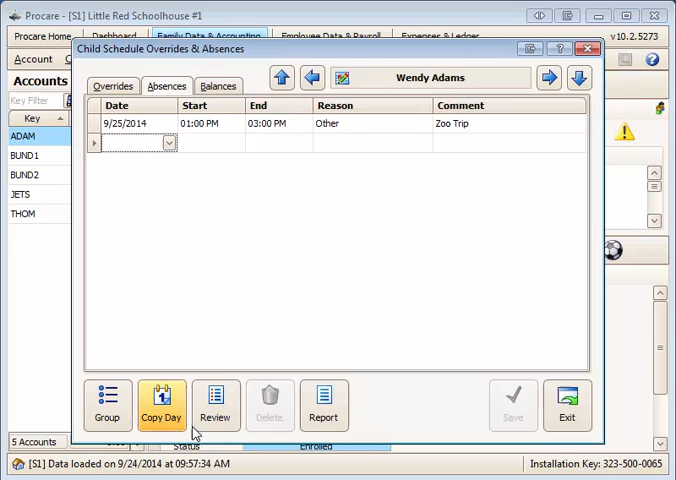 Procare - [S1] Little Red Schoolhouse #1
Procare Home Dashboard Family Data & Accounting Employee Data & Payroll Expenses & Ledger v10.2.5273
Child Schedule Overrides & Absences
Account
Accounts
Overrides Absences Balances
Wendy Adams
Key Filter
Key
Date Start End Reason Comment
9/25/2014 01:00 PM 03:00 PM Other Zoo Trip
ADAM
BUND1
BUND2
JETS
THOM
Group Copy Day Review Delete Report Save Exit
5 Accounts
Status Enrolled
[S1] Data loaded on 9/24/2014 at 09:57:34 AM
Installation Key: 323-500-0065